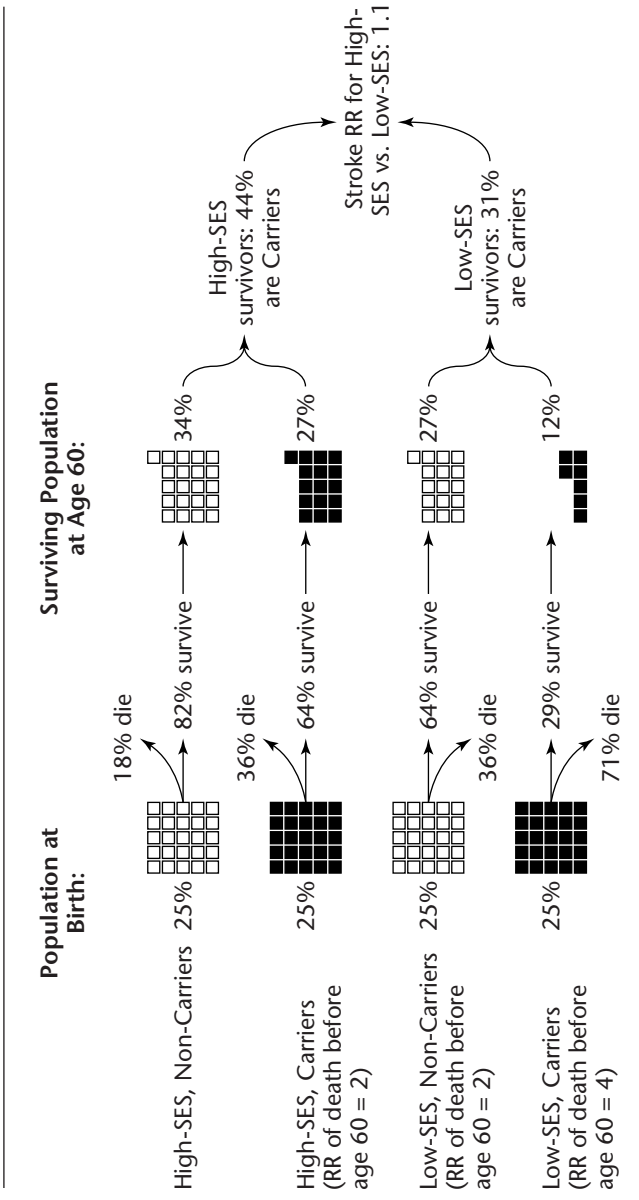 Population at
Birth:
Surviving Population
at Age 60:
High-SES, Non-Carriers
25%
18% die
82% survive
34%
High-SES, Carriers
(RR of death before
age 60 = 2)
25%
36% die
64% survive
27%
High-SES
survivors: 44%
are Carriers
Low-SES, Non-Carriers
(RR of death before
age 60 = 2)
25%
64% survive
36% die
27%
Low-SES, Carriers
(RR of death before
age 60 = 4)
25%
29% survive
71% die
12%
Low-SES
survivors: 31%
are Carriers
Stroke RR for High-
SES vs. Low-SES: 1.1